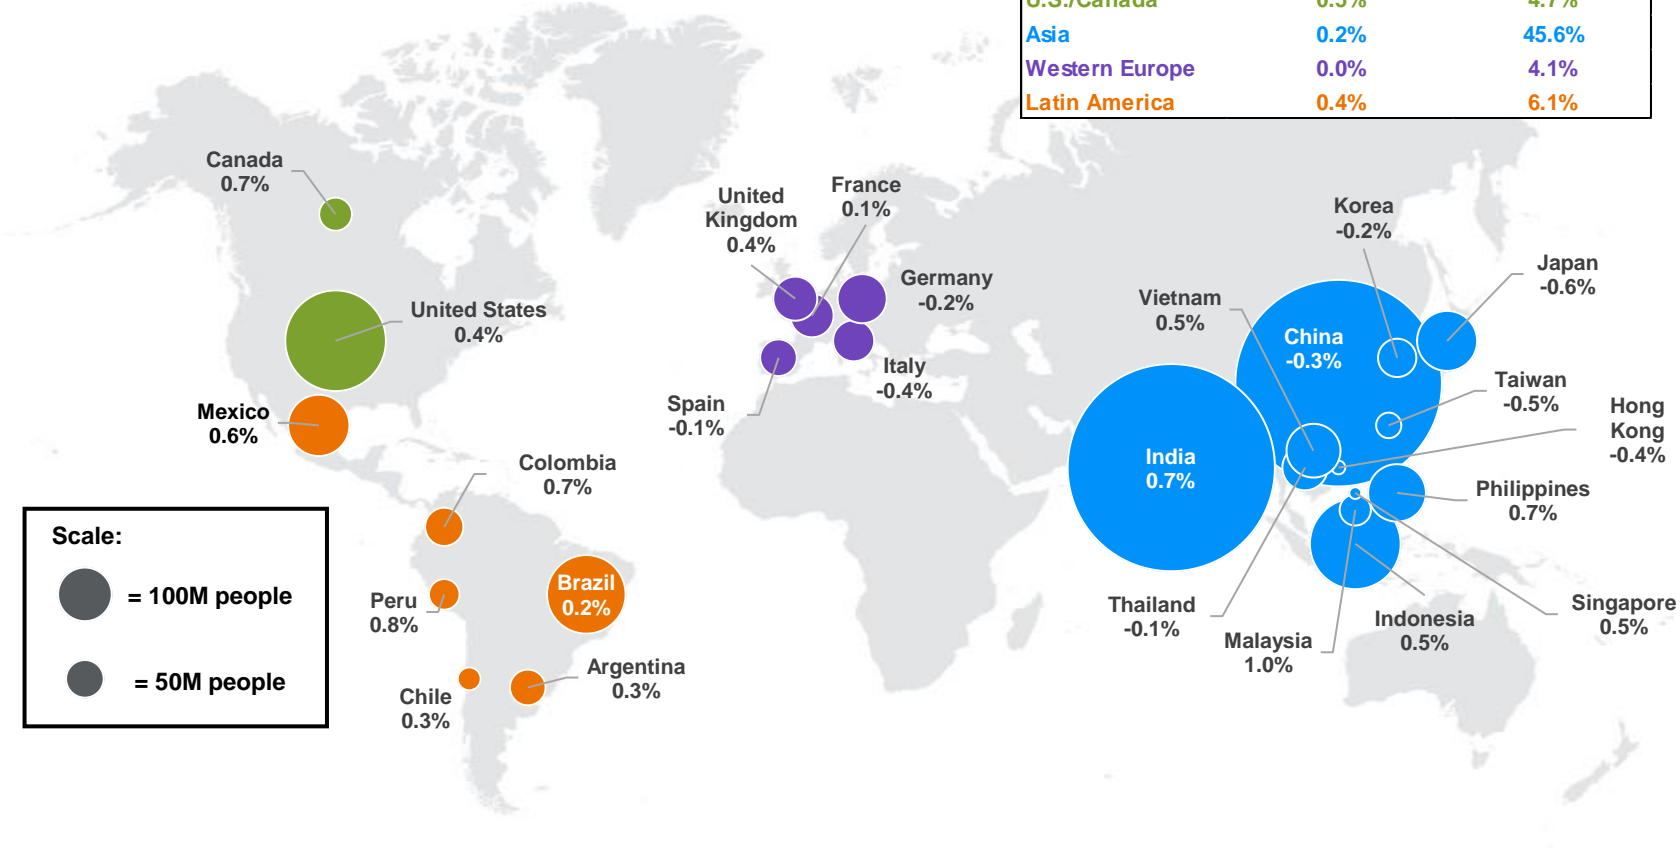 U.S./Canada 0.5% 4.7%
Asia 0.2% 45.6%
Western Europe 0.0% 4.1%
Latin America 0.4% 6.1%
Canada
0.7%
United
Kingdom
0.4%
France
0.1%
Korea
-0.2%
Japan
-0.6%
Germany
-0.2%
Vietnam
0.5%
United States
0.4%
China
-0.3%
Italy
-0.4%
Taiwan
-0.5%
Hong
Kong
-0.4%
Spain
-0.1%
Mexico
0.6%
India
0.7%
Colombia
0.7%
Philippines
0.7%
Scale:
= 100M people
= 50M people
Brazil
0.2%
Peru
0.8%
Thailand
-0.1%
Malaysia
1.0%
Indonesia
0.5%
Singapore
0.5%
Argentina
0.3%
Chile
0.3%